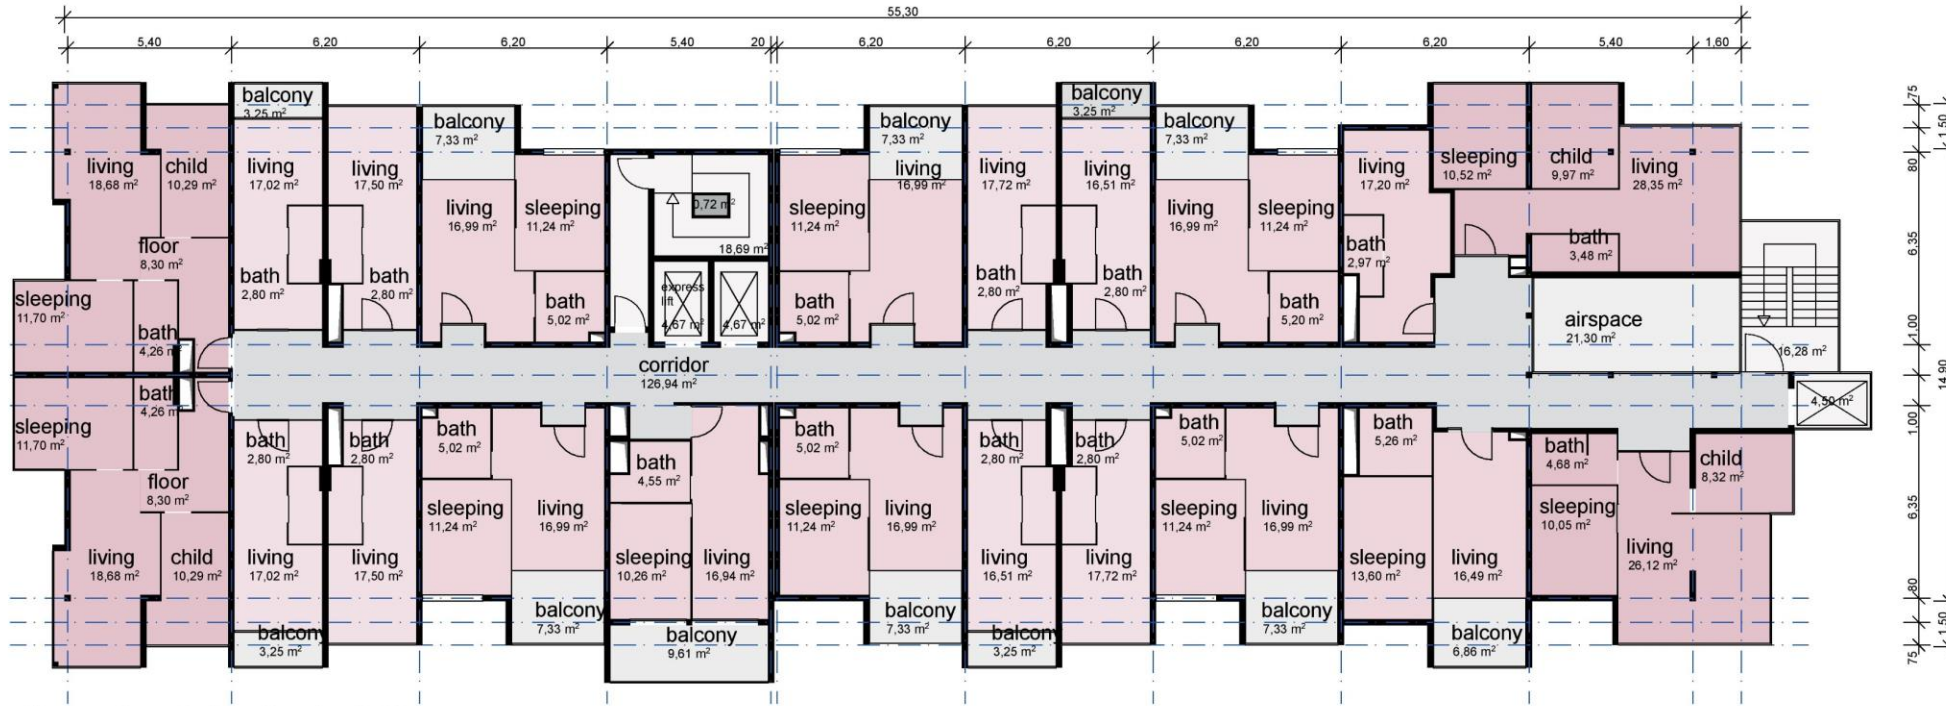 55,30
5,40
6,20
6,20
5,40
20
6,20
6,20
6,20
6,20
5,40
1,60
balcony
3,25 m²
balcony
7,33 m²
balcony
7,33 m²
balcony
3,25 m²
balcony
7,33 m²
75
1,50
80
living
18,68 m²
child
10,29 m²
living
17,02 m²
living
17,50 m²
living
16,99 m²
sleeping
11,24 m²
0,72 m²
18,69 m²
sleeping
11,24 m²
living
16,99 m²
living
17,72 m²
living
16,51 m²
living
16,99 m²
sleeping
11,24 m²
living
17,20 m²
sleeping
10,52 m²
child
9,97 m²
living
28,35 m²
6,35
floor
8,30 m²
bath
2,97 m²
bath
3,48 m²
sleeping
11,70 m²
bath
2,80 m²
bath
2,80 m²
bath
5,02 m²
express
lift
4,67 m²
4,67 m²
bath
5,02 m²
bath
2,80 m²
bath
2,80 m²
bath
5,20 m²
airspace
21,30 m²
16,28 m²
1,00
bath
4,26 m²
corridor
126,94 m²
14,90
4,50 m²
bath
4,26 m²
1,00
sleeping
11,70 m²
bath
2,80 m²
bath
2,80 m²
bath
5,02 m²
bath
4,55 m²
bath
5,02 m²
bath
2,80 m²
bath
2,80 m²
bath
5,02 m²
bath
5,26 m²
bath
4,68 m²
child
8,32 m²
floor
8,30 m²
sleeping
11,24 m²
living
16,99 m²
sleeping
11,24 m²
living
16,99 m²
sleeping
11,24 m²
living
16,99 m²
sleeping
10,05 m²
6,35
living
18,68 m²
child
10,29 m²
living
17,02 m²
living
17,50 m²
sleeping
10,26 m²
living
16,94 m²
living
16,51 m²
living
17,72 m²
sleeping
13,60 m²
living
16,49 m²
living
26,12 m²
80
balcony
3,25 m²
balcony
7,33 m²
balcony
9,61 m²
balcony
7,33 m²
balcony
3,25 m²
balcony
7,33 m²
balcony
6,86 m²
1,50
75